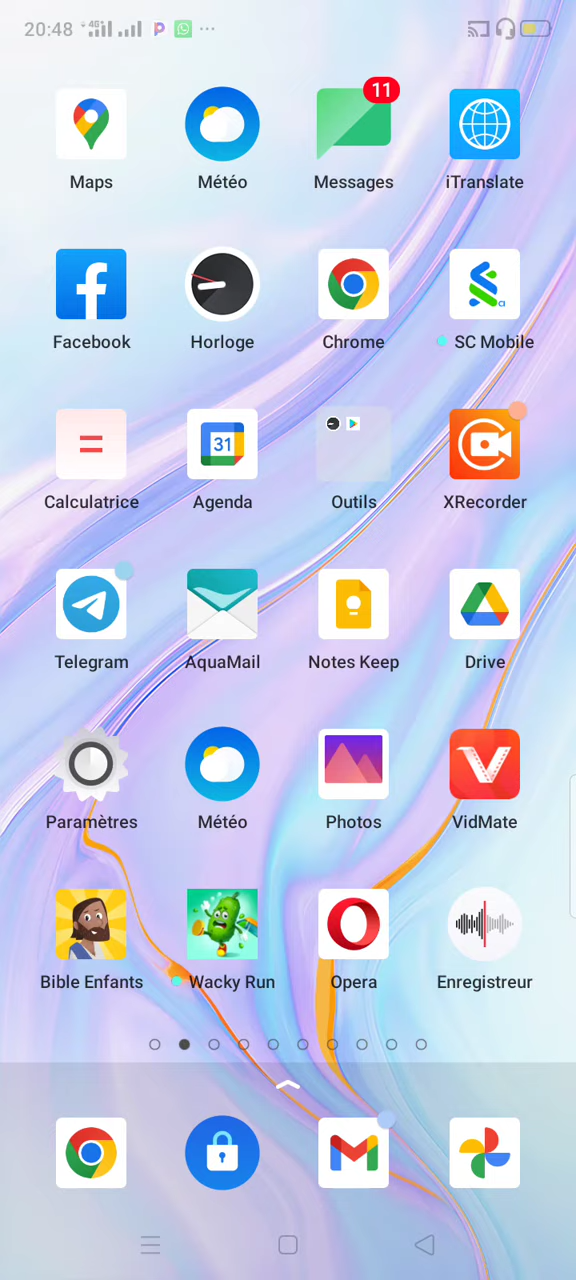 20:48 4G+
11
Maps Météo Messages iTranslate
CI
Facebook Horloge Chrome SC Mobile
31
Calculatrice Agenda Outils XRecorder
Telegram AquaMail Notes Keep Drive
Paramètres Météo Photos VidMate
Bible Enfants Wacky Run Opera Enregistreur